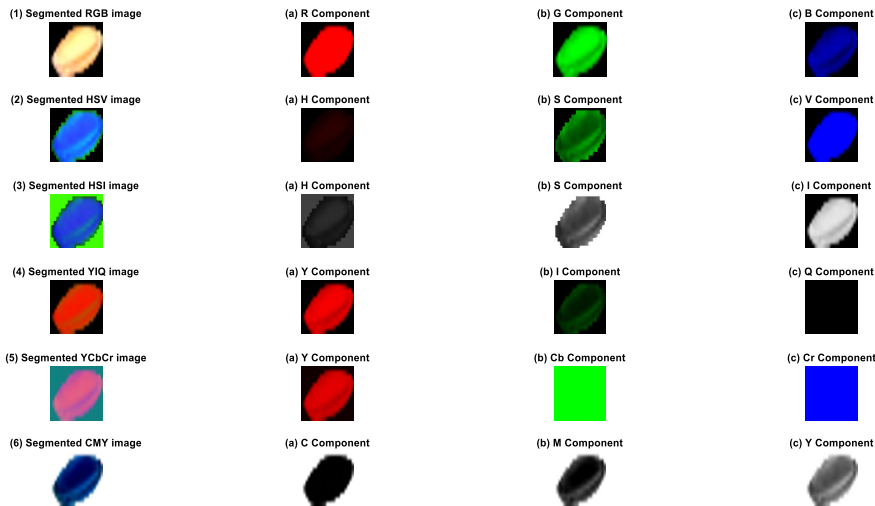 (1) Segmented RGB image (a) R Component (b) G Component (c) B Component
(2) Segmented HSV image (a) H Component (b) S Component (c) V Component
(3) Segmented HSI image (a) H Component (b) S Component (c) I Component
(4) Segmented YIQ image (a) Y Component (b) I Component (c) Q Component
(5) Segmented YCbCr image (a) Y Component (b) Cb Component (c) Cr Component
(6) Segmented CMY image (a) C Component (b) M Component (c) Y Component